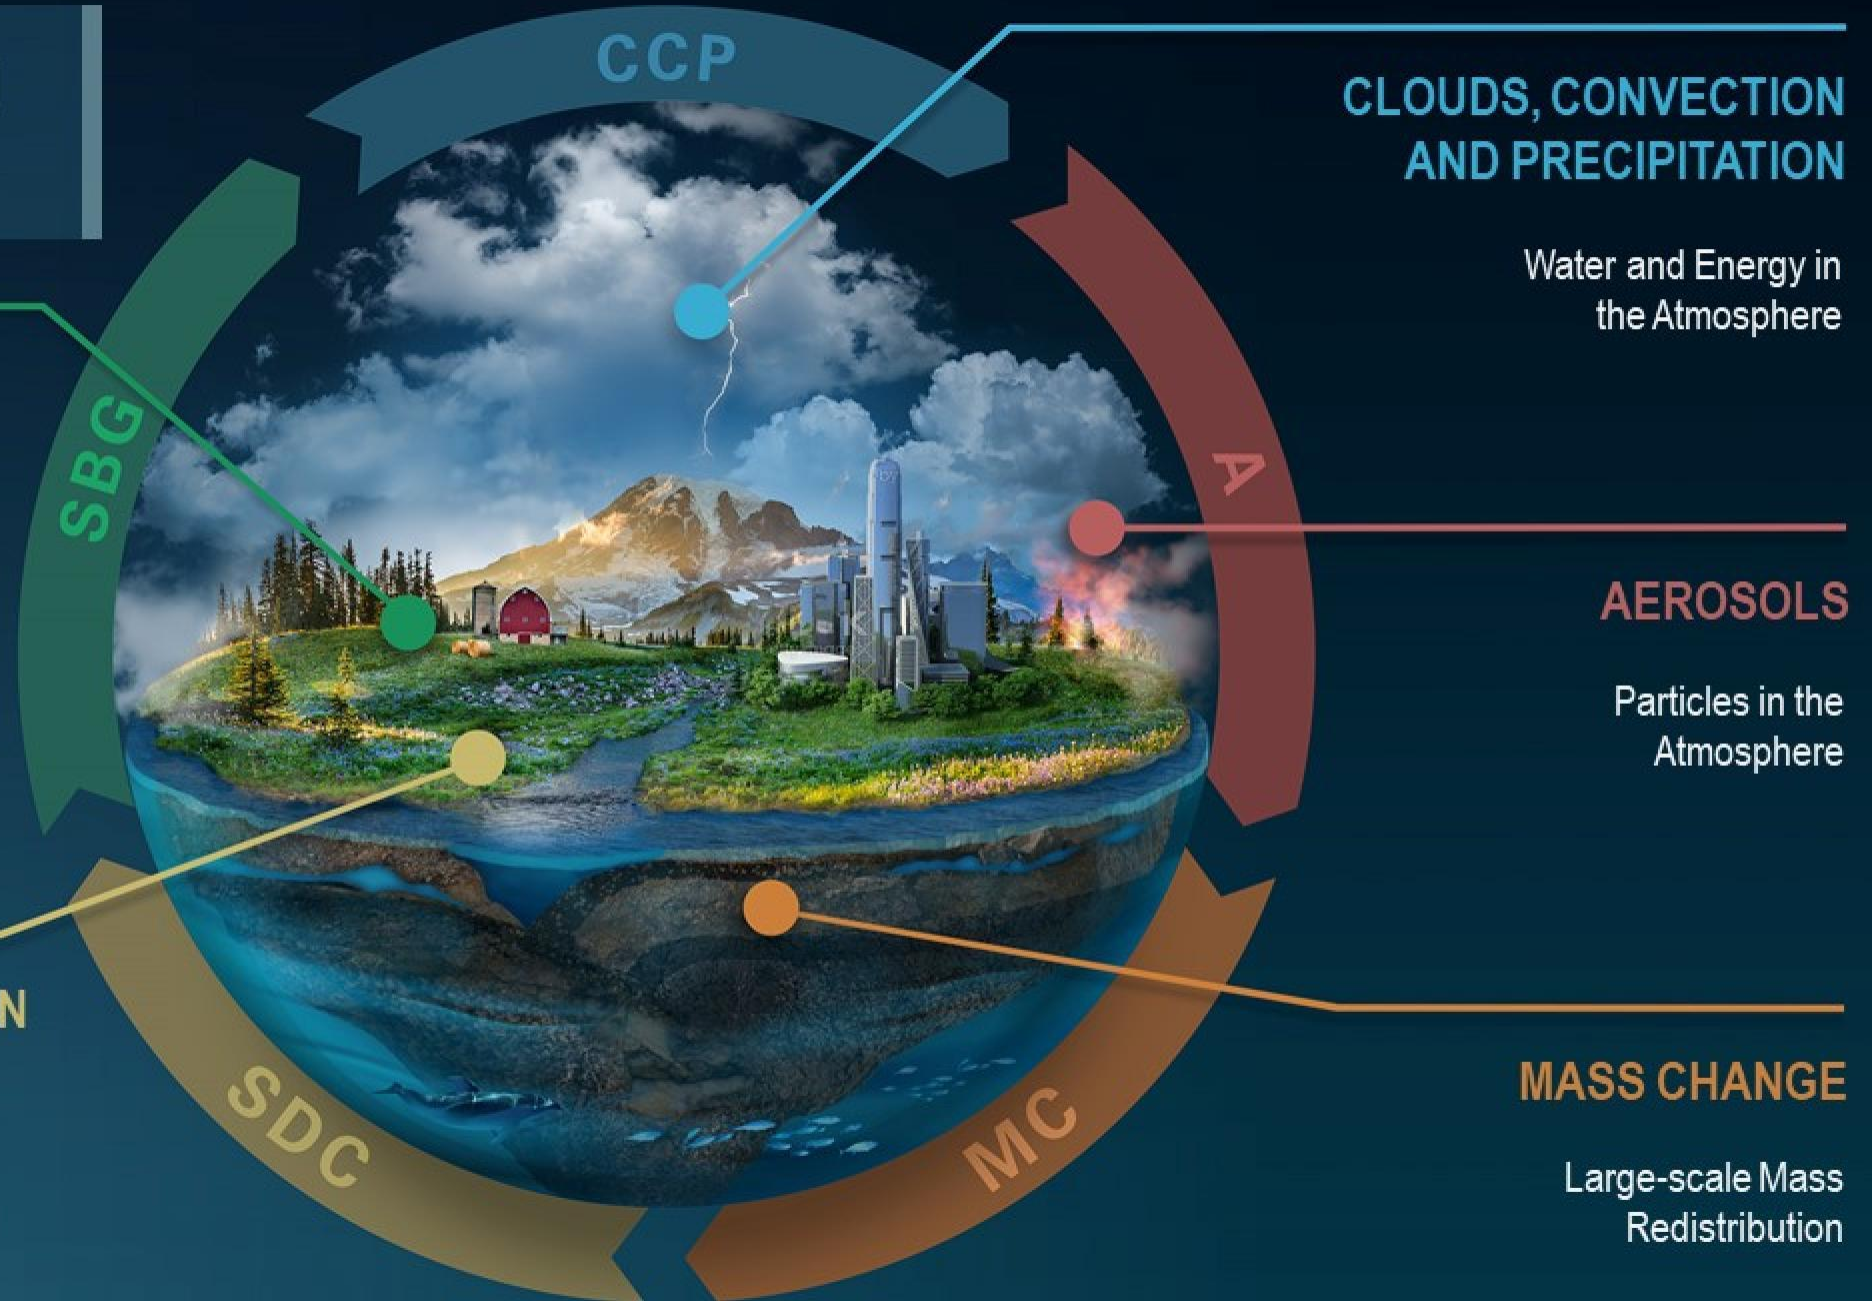 CCP
CLOUDS, CONVECTION
AND PRECIPITATION
Water and Energy in
the Atmosphere
SBG
A
AEROSOLS
Particles in the
Atmosphere
N
SDC
MC
MASS CHANGE
Large-scale Mass
Redistribution